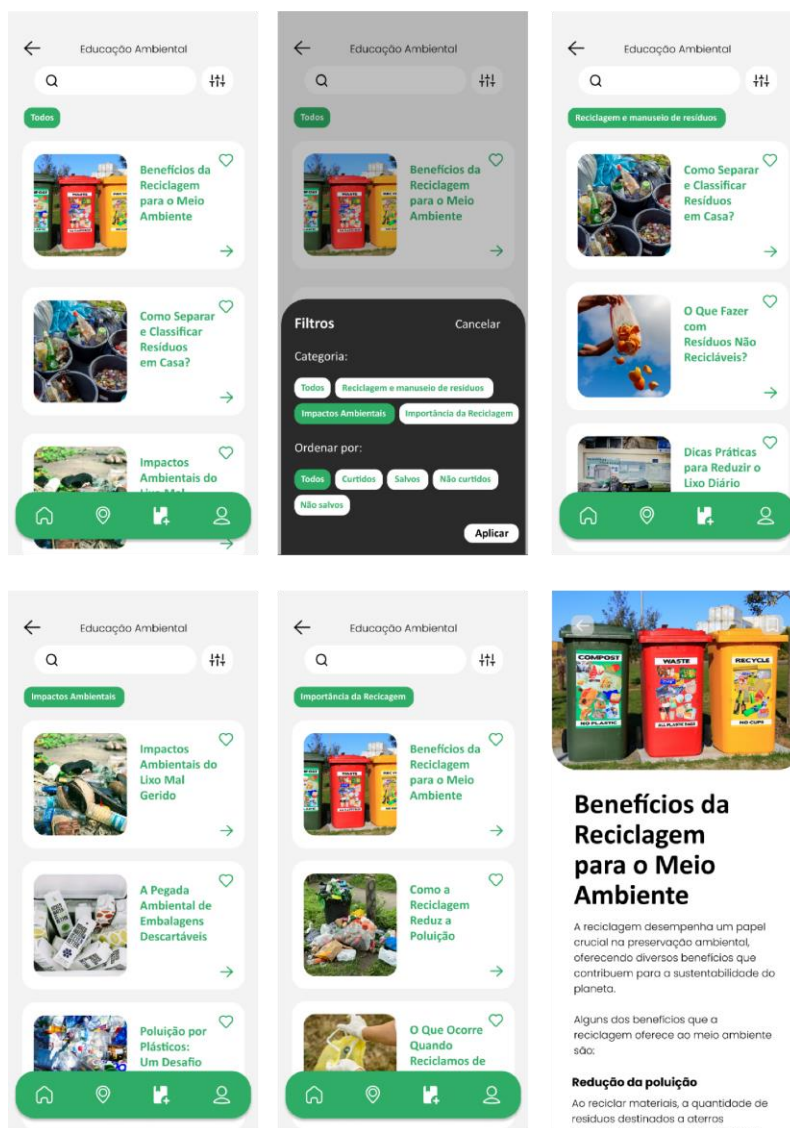 Educação Ambiental
Todos
Benefícios da
Reciclagem
para o Meio
Ambiente
Como Separar
e Classificar
Resíduos
em Casa?
Impactos
Ambientais do
Educação Ambiental
Todos
Benefícios da
Reciclagem
para o Meio
Ambiente
Filtros
Cancelar
Categoria:
Todos
Reciclagem e manuseio de resíduos
Impactos Ambientais
Importância da Reciclagem
Ordenar por:
Todos
Curtidos
Salvos
Não curtidos
Não salvos
Aplicar
Educação Ambiental
Reciclagem e manuseio de resíduos
Como Separar
e Classificar
Resíduos
em Casa?
O Que Fazer
com
Resíduos Não
Recicláveis?
Dicas Práticas
para Reduzir o
Lixo Diário
Educação Ambiental
Impactos Ambientais
Impactos
Ambientais do
Lixo Mal
Gerido
A Pegada
Ambiental de
Embalagens
Descartáveis
Poluição por
Plásticos:
Um Desafio
Educação Ambiental
Importância da Recicagem
Benefícios da
Reciclagem
para o Meio
Ambiente
Como a
Reciclagem
Reduz a
Poluição
O Que Ocorre
Quando
Reciclamos de
COMPOST
NO PLASTIC
WASTE
RECYCLE
NO CUPS
Benefícios da
Reciclagem
para o Meio
Ambiente
A reciclagem desempenha um papel
crucial na preservação ambiental,
oferecendo diversos benefícios que
contribuem para a sustentabilidade do
planeta.
Alguns dos benefícios que a
reciclagem oferece ao meio ambiente
são:
Redução da poluição
Ao reciclar materiais, a quantidade de
resíduos destinados a aterros